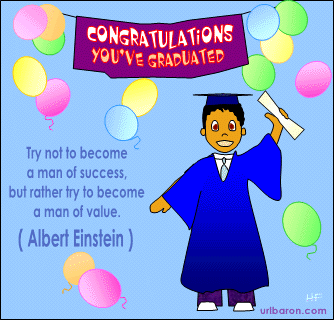 CONGRATULATIONS
YOU'VE GRADUATED
Try not to become
a man of success,
but rather try to become
a man of value.
( Albert Einstein )
HF
urlbaron.com